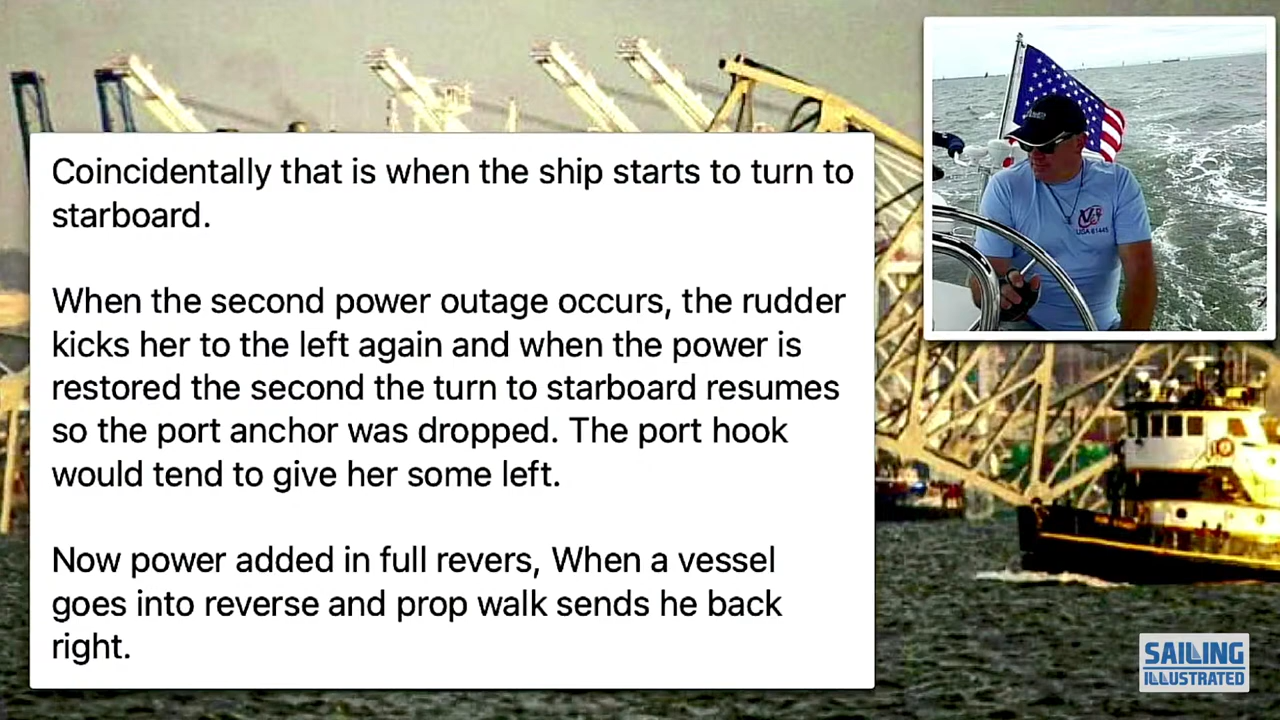 Coincidentally that is when the ship starts to turn to
starboard.
When the second power outage occurs, the rudder
kicks her to the left again and when the power is
restored the second the turn to starboard resumes
so the port anchor was dropped. The port hook
would tend to give her some left.
Now power added in full revers, When a vessel
goes into reverse and prop walk sends he back
right.
USA 61445
SAILING
ILLUSTRATED